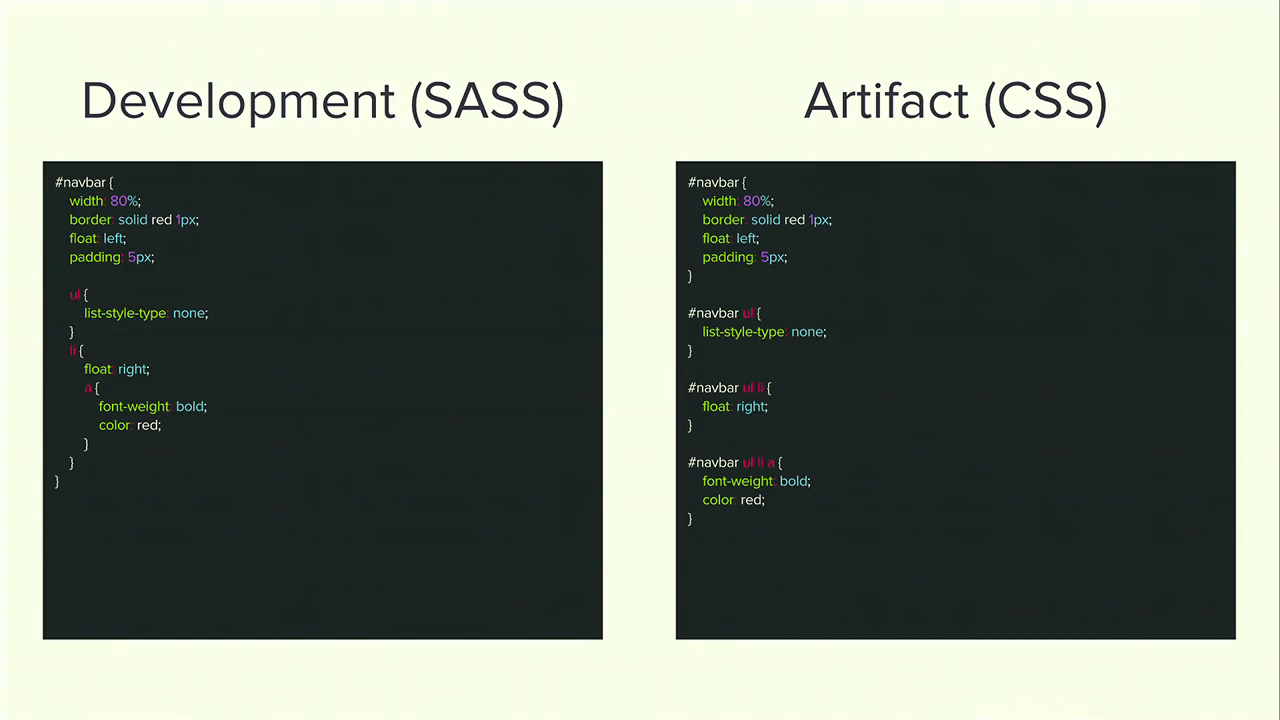 Development (SASS)
#navbar {
width: 80%;
border: solid red 1px;
float: left;
padding: 5px;
ul {
list-style-type: none;
}
li {
float: right;
a {
font-weight: bold;
color: red;
}
}
}
Artifact (CSS)
#navbar {
width: 80%;
border: solid red 1px;
float: left;
padding: 5px;
}
#navbar ul {
list-style-type: none;
}
#navbar ul li {
float: right;
}
#navbar ul li a {
font-weight: bold;
color: red;
}